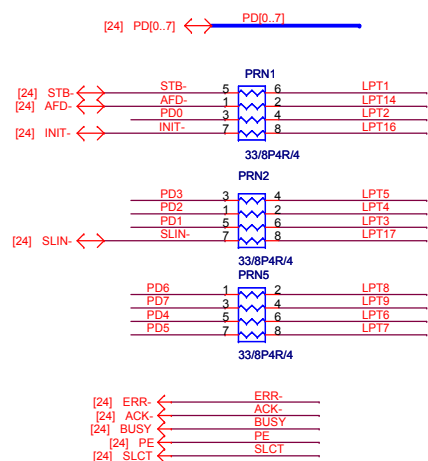 [24] PD[0..7] PD[0..7]
PRN1
[24] STB- STB- 5 6 LPT1
[24] AFD- AFD- 1 2 LPT14
PD0 3 4 LPT2
[24] INIT- INIT- 7 8 LPT16
33/8P4R/4
PRN2
PD3 3 4 LPT5
PD2 1 2 LPT4
PD1 5 6 LPT3
[24] SLIN- SLIN- 7 8 LPT17
33/8P4R/4
PRN5
PD6 1 2 LPT8
PD7 3 4 LPT9
PD4 5 6 LPT6
PD5 7 8 LPT7
33/8P4R/4
[24] ERR- ERR-
[24] ACK- ACK-
[24] BUSY BUSY
[24] PE PE
[24] SLCT SLCT